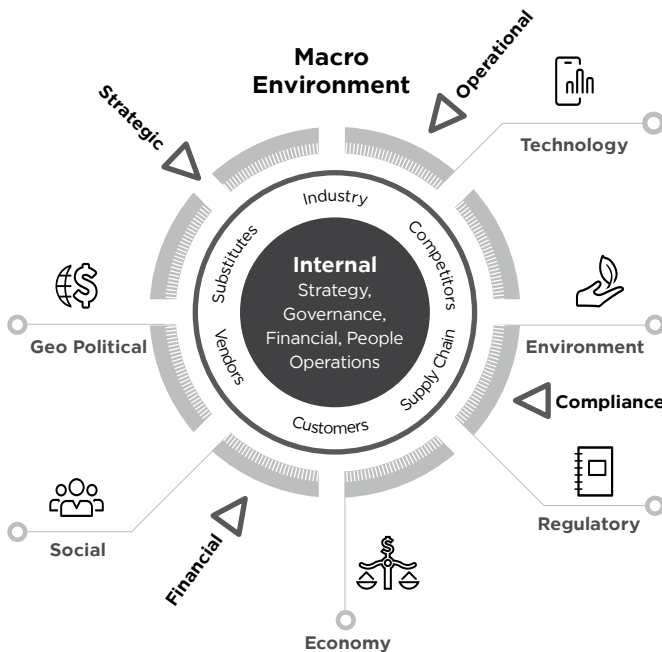 Macro
Environment
Operational
Strategic
Technology
Industry
Substitutes
Competitors
Internal
Strategy,
Governance,
Financial, People
Operations
Geo Political
Environment
Vendors
Supply Chain
Customers
Compliance
Regulatory
Social
Financial
Economy